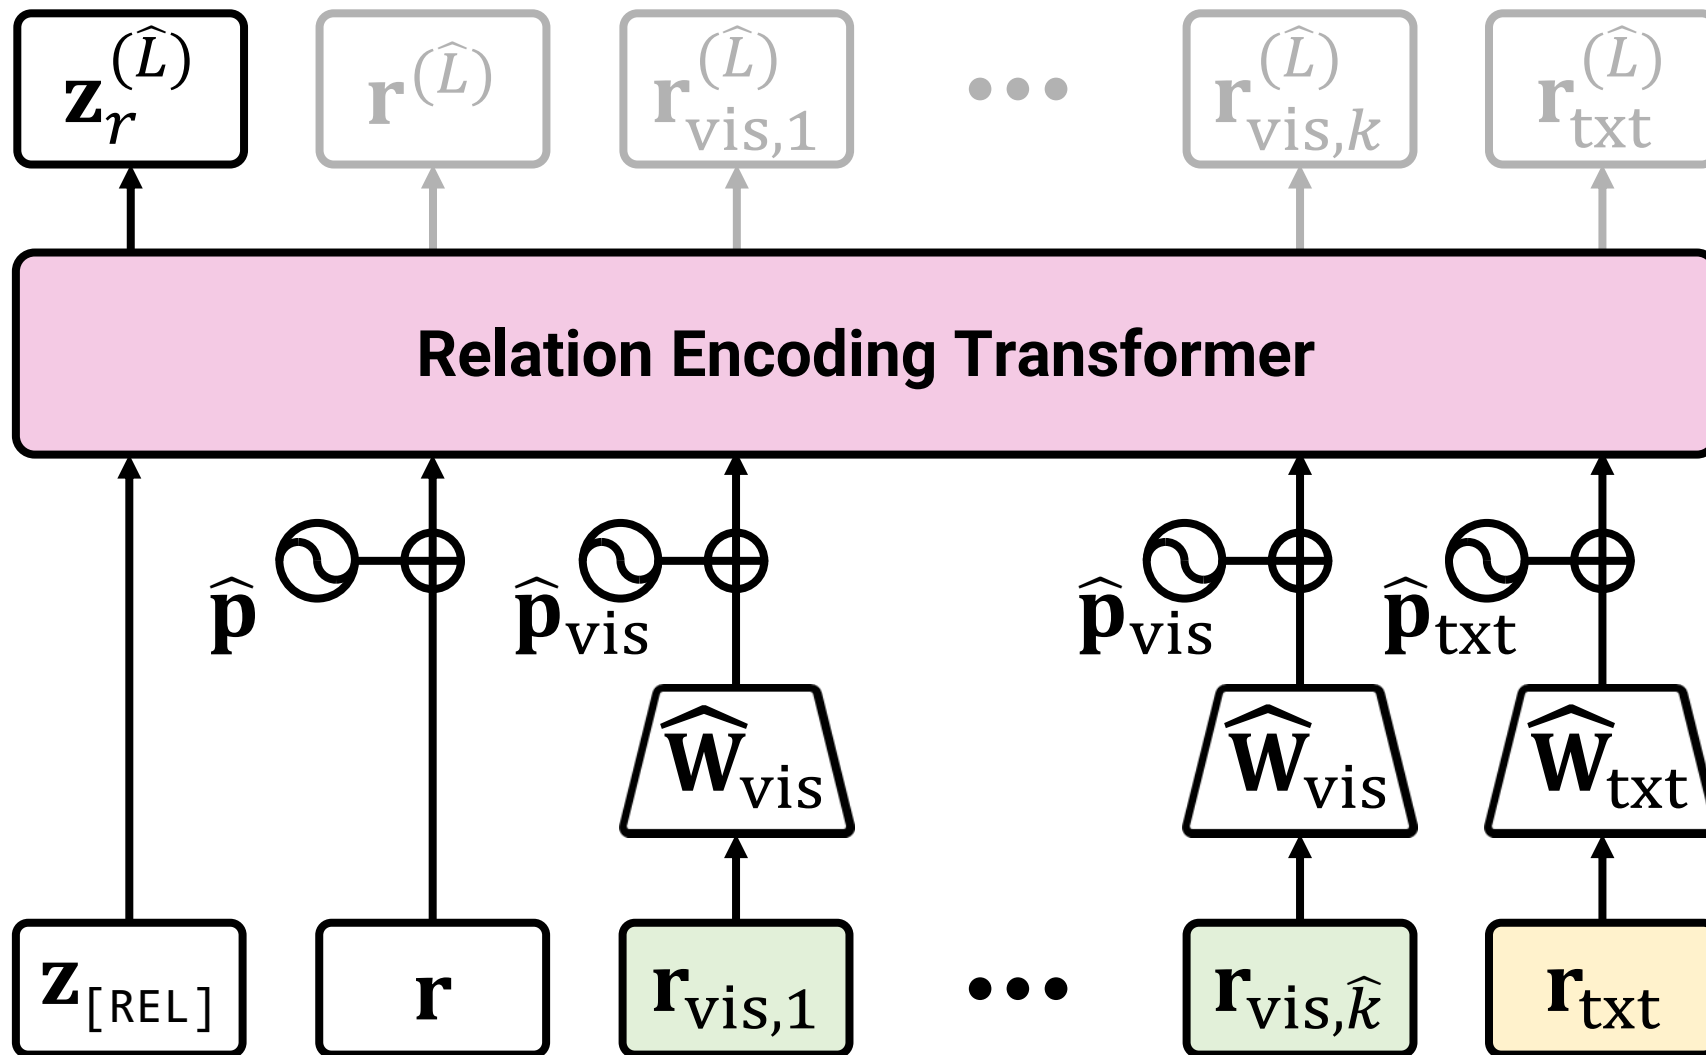 z_r^(L̂) r^(L̂) r_vis,1^(L̂) ••• r_vis,k^(L̂) r_txt^(L̂)
Relation Encoding Transformer
p̂ p̂_vis p̂_vis p̂_txt
Ŵ_vis Ŵ_vis Ŵ_txt
z_[REL] r r_vis,1 ••• r_vis,k̂ r_txt